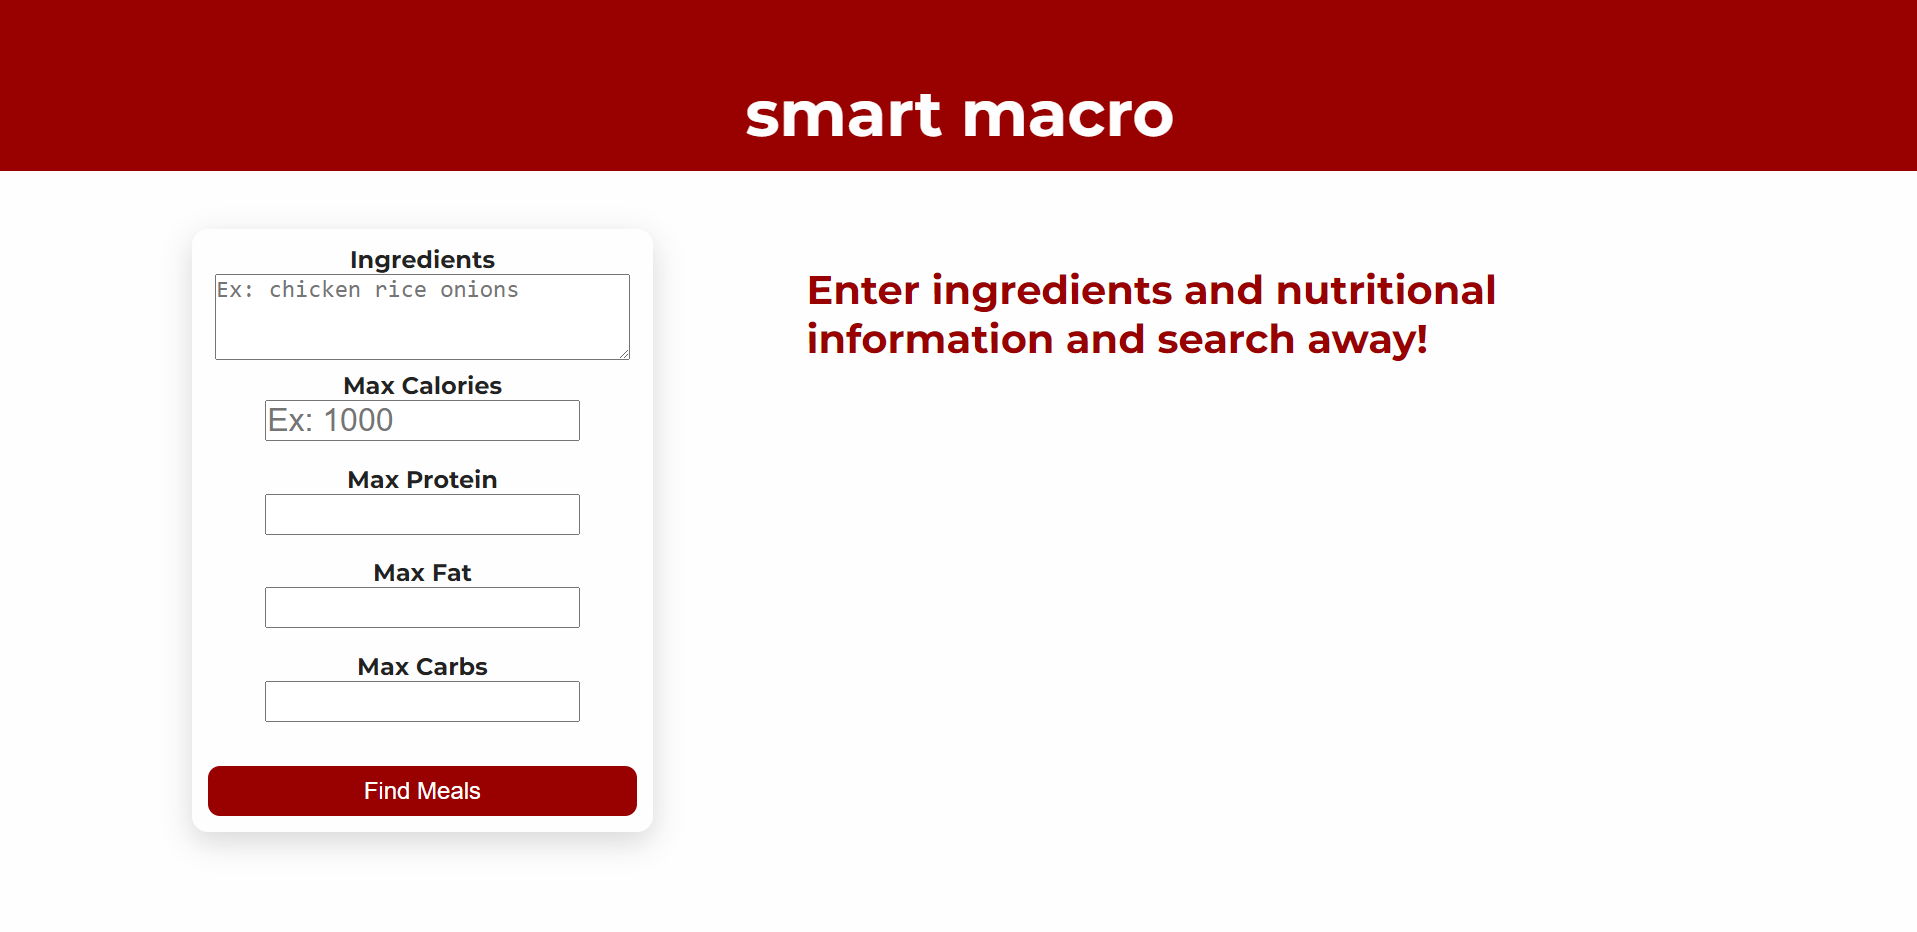 smart macro
Ingredients
Ex: chicken rice onions
Max Calories
Ex: 1000
Max Protein
Max Fat
Max Carbs
Find Meals
Enter ingredients and nutritional
information and search away!